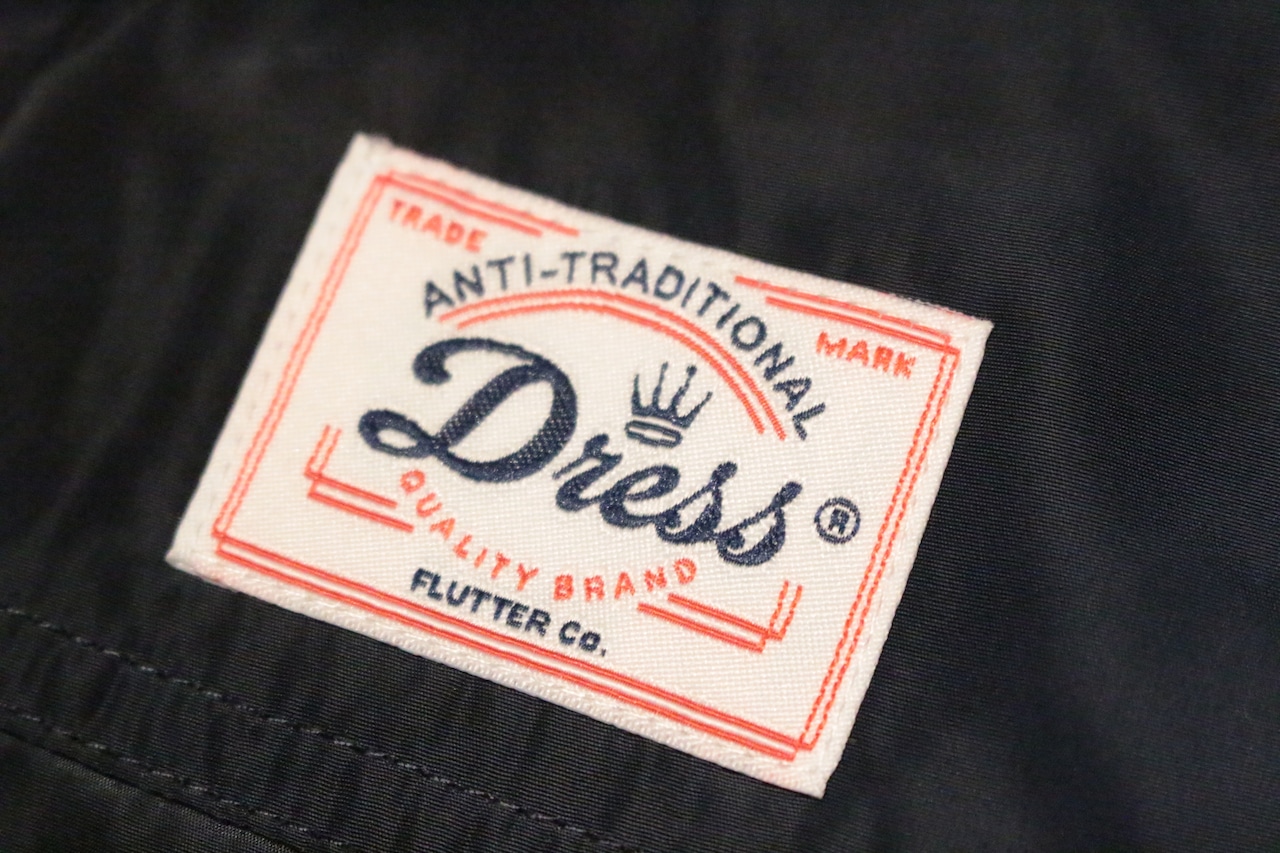 TRADE MARK
ANTI-TRADITIONAL
Dress®
QUALITY BRAND
FLUTTER Co.